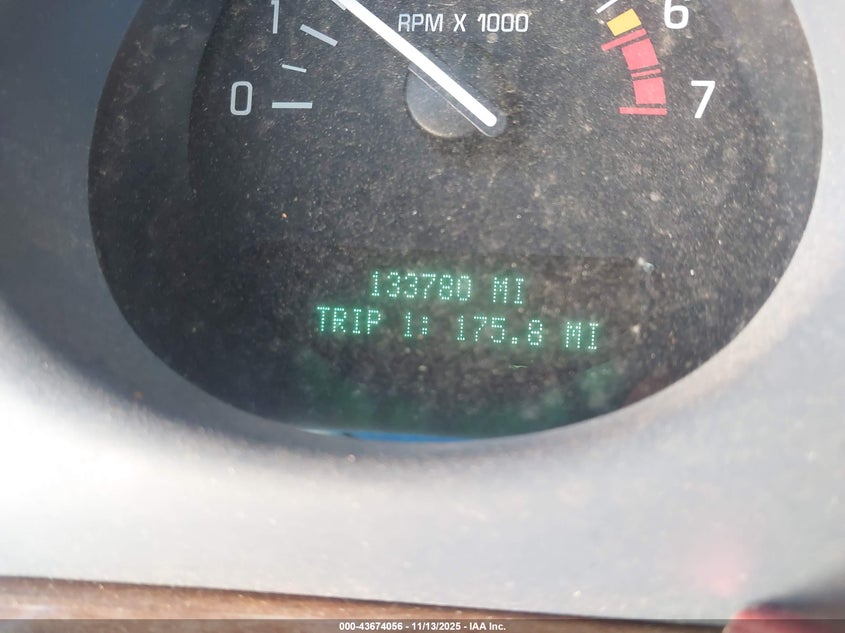 1
RPM X 1000
6
0
7
133780 MI
TRIP 1: 175.8 MI
000-43674056 - 11/13/2025 - IAA Inc.